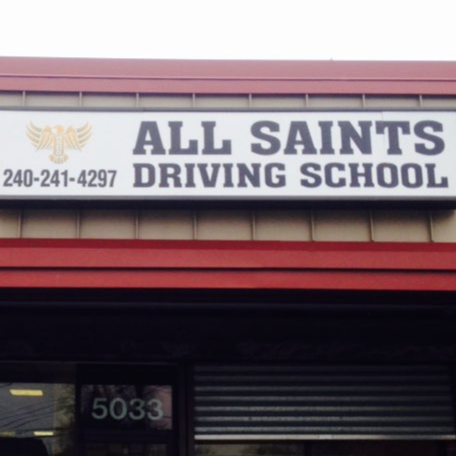 ALL SAINTS
240-241-4297 DRIVING SCHOOL
5033